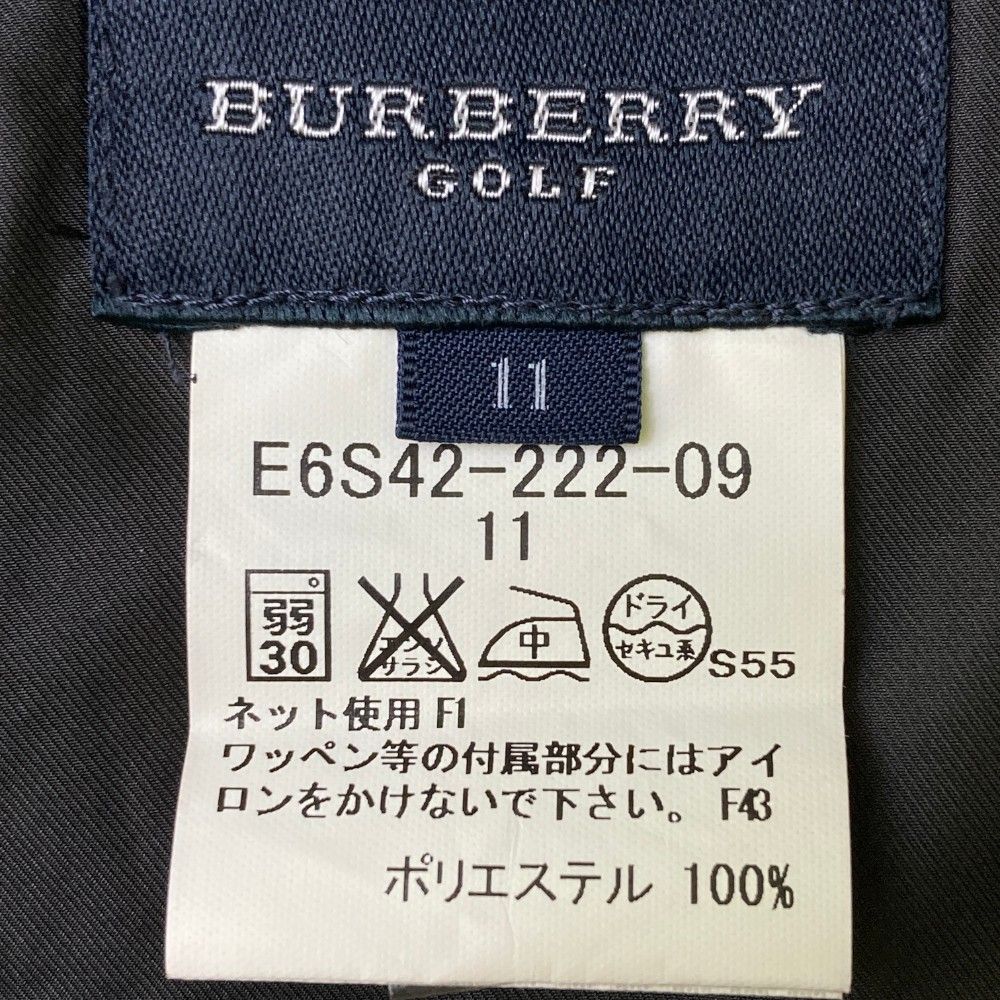 BURBERRY
GOLF
11
E6S42-222-09
11
弱 30 エンソ サラシ 中 ドライ セキユ系 S55
ネット使用 F1
ワッペン等の付属部分にはアイ
ロンをかけないで下さい。 F43
ポリエステル 100%